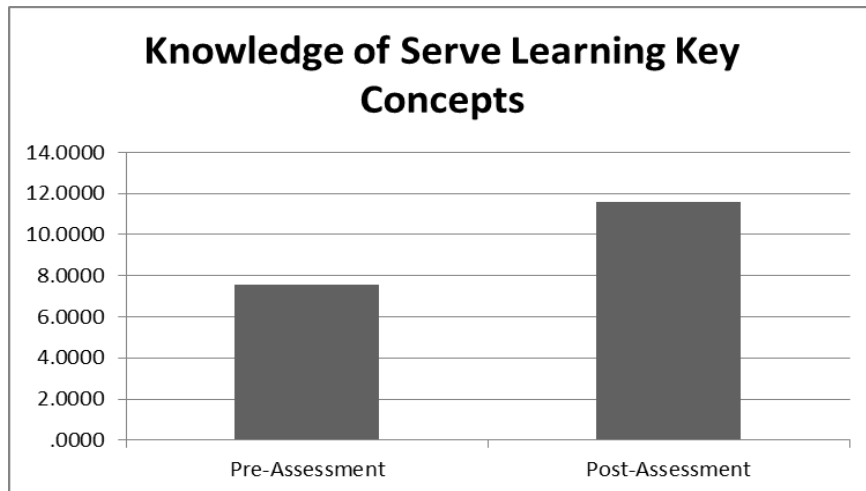 Knowledge of Serve Learning Key
Concepts
14.0000
12.0000
10.0000
8.0000
6.0000
4.0000
2.0000
.0000
Pre-Assessment
Post-Assessment